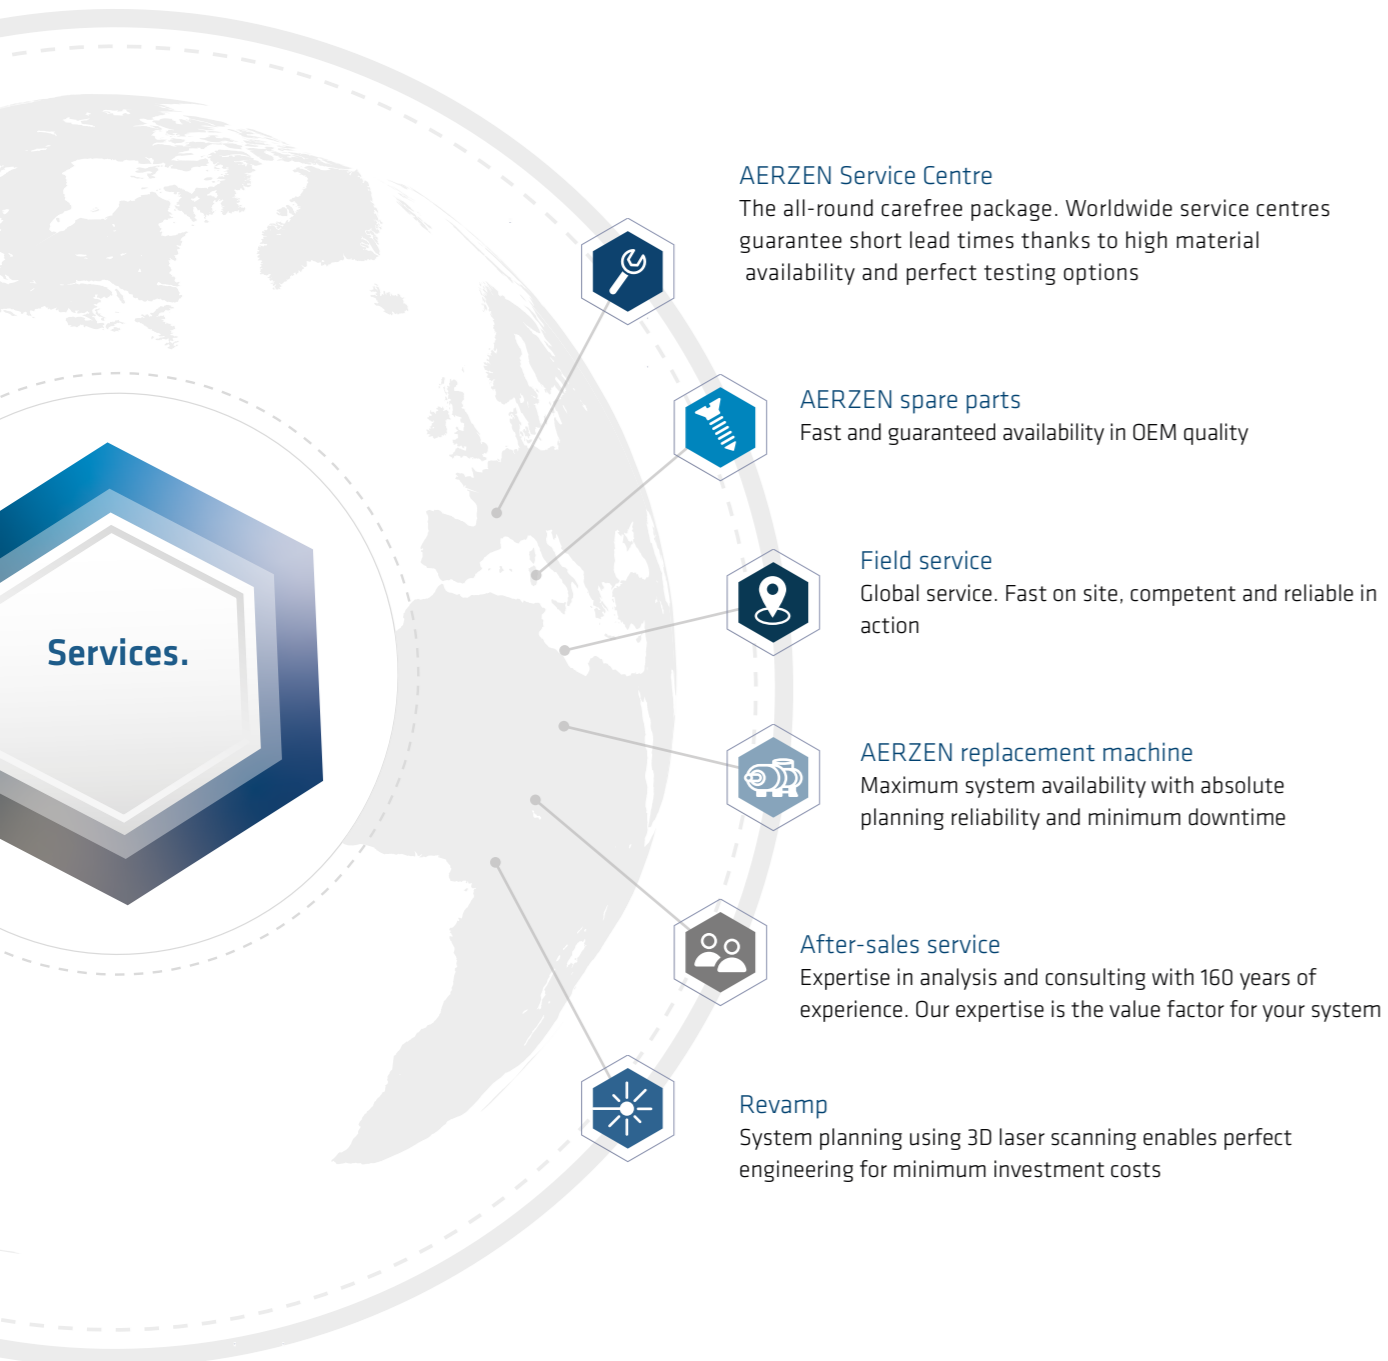 AERZEN Service Centre
The all-round carefree package. Worldwide service centres
guarantee short lead times thanks to high material
availability and perfect testing options
AERZEN spare parts
Fast and guaranteed availability in OEM quality
Field service
Global service. Fast on site, competent and reliable in
action
Services.
AERZEN replacement machine
Maximum system availability with absolute
planning reliability and minimum downtime
After-sales service
Expertise in analysis and consulting with 160 years of
experience. Our expertise is the value factor for your system
Revamp
System planning using 3D laser scanning enables perfect
engineering for minimum investment costs